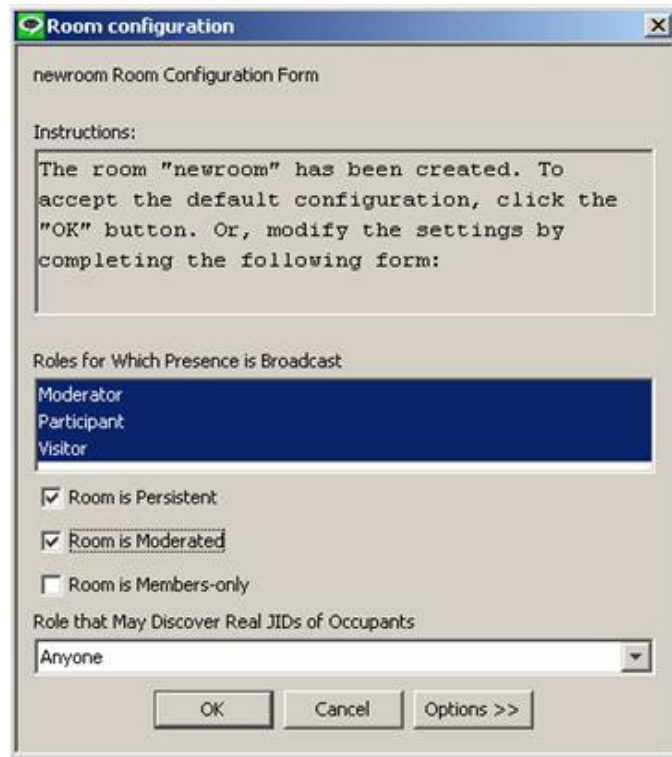 Room configuration
newroom Room Configuration Form
Instructions:
The room "newroom" has been created. To
accept the default configuration, click the
"OK" button. Or, modify the settings by
completing the following form:
Roles for Which Presence is Broadcast
Moderator
Participant
Visitor
Room is Persistent
Room is Moderated
Room is Members-only
Role that May Discover Real JIDs of Occupants
Anyone
OK Cancel Options >>